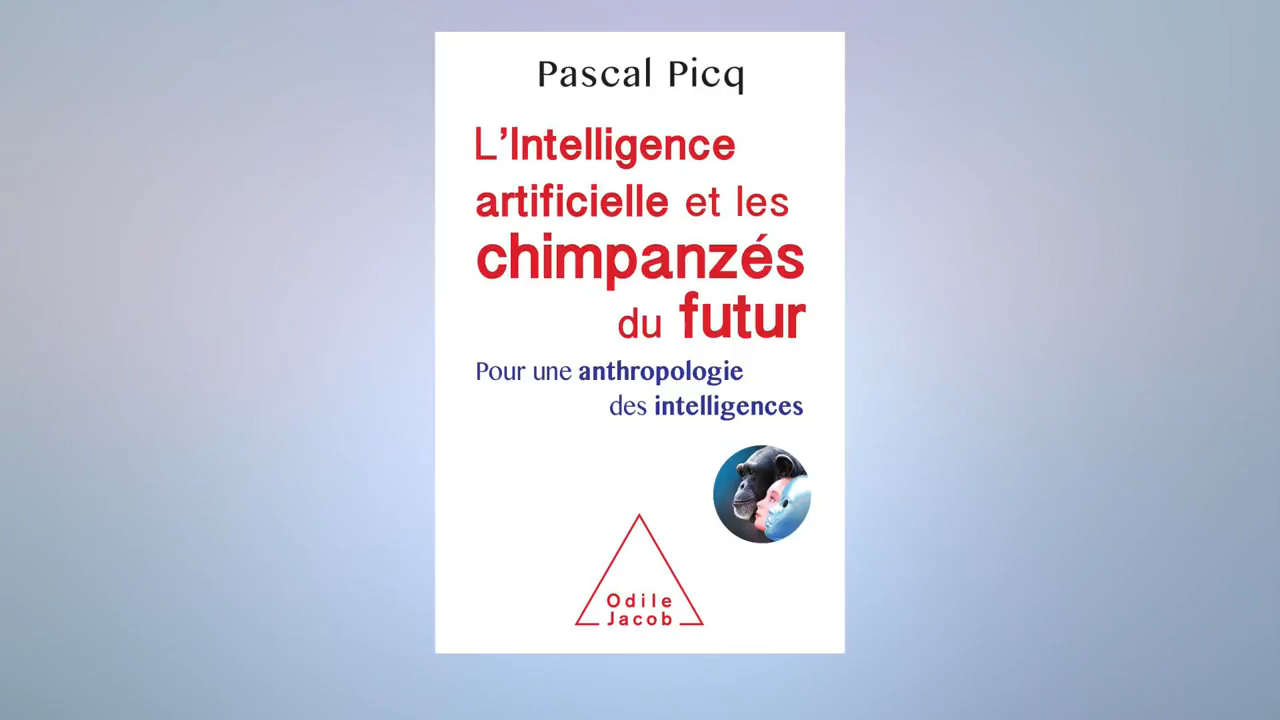 Pascal Picq
L'Intelligence
artificielle et les
chimpanzés
du futur
Pour une anthropologie
des intelligences
Odile
Jacob